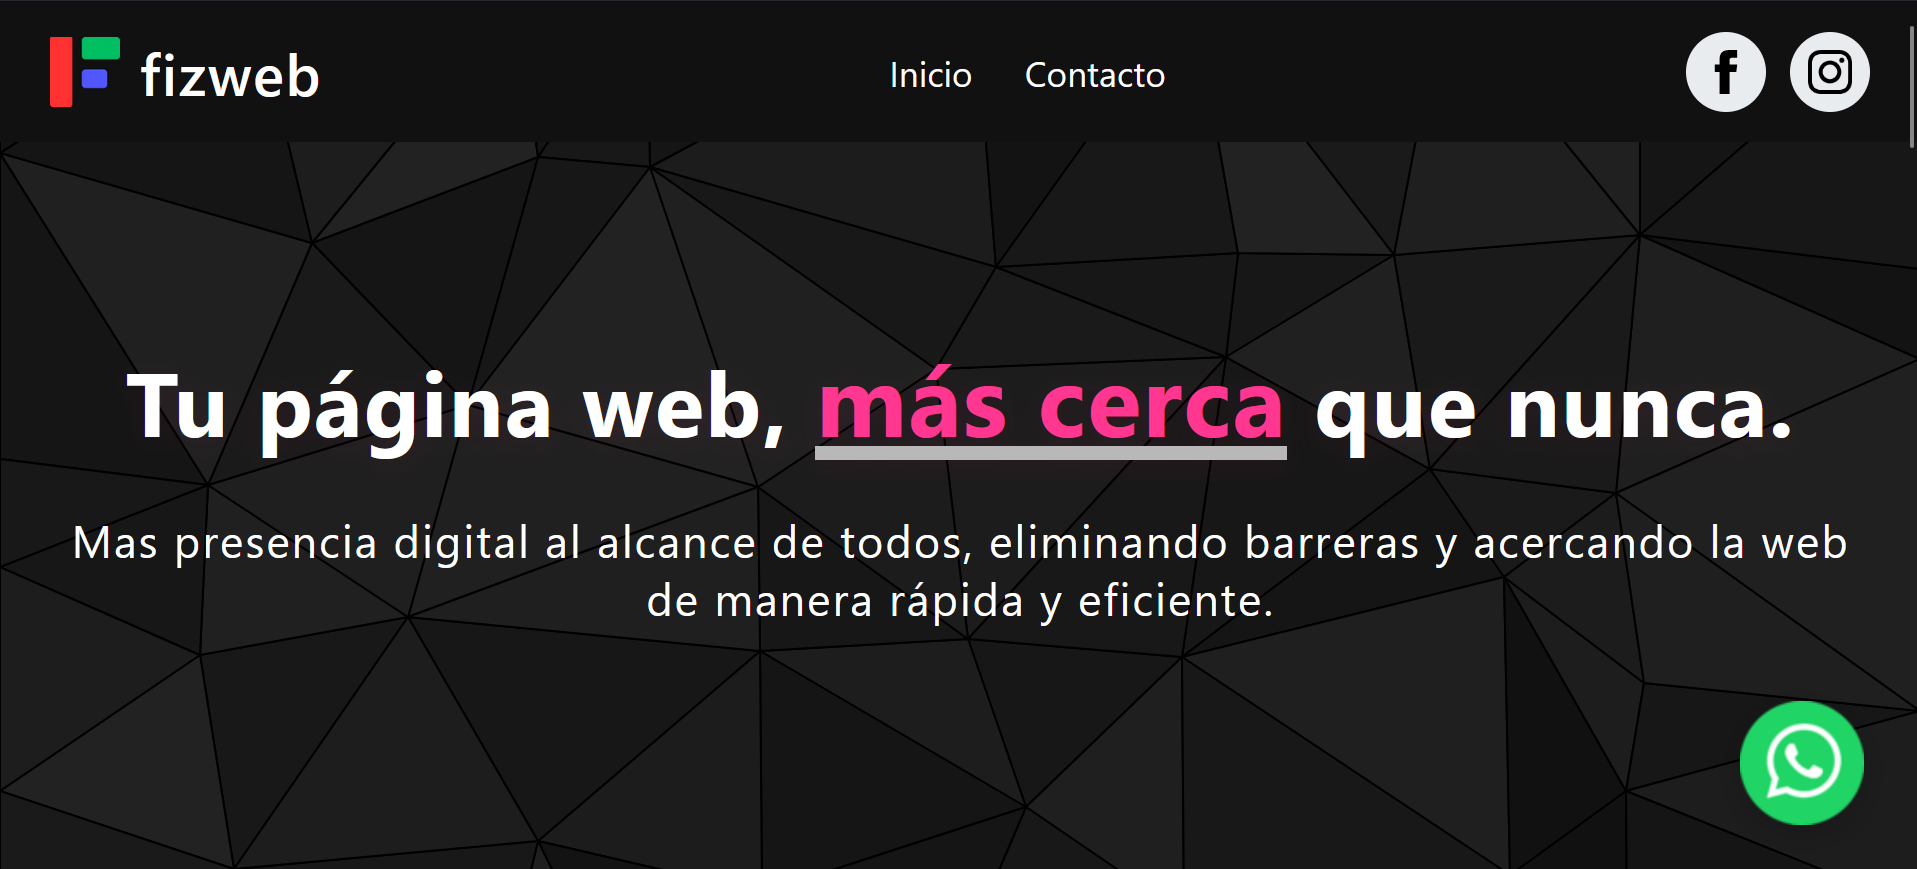 fizweb
Inicio
Contacto
Tu página web, más cerca que nunca.
Mas presencia digital al alcance de todos, eliminando barreras y acercando la web
de manera rápida y eficiente.